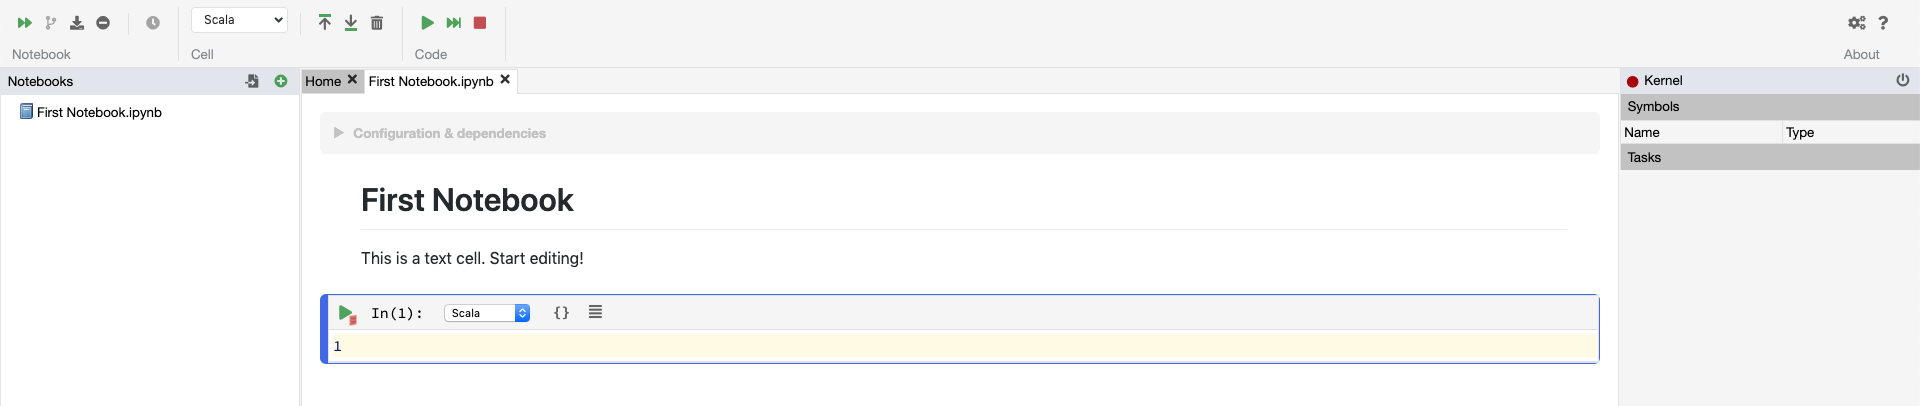 Scala
Notebook
Cell
Code
About
Notebooks
First Notebook.ipynb
Home
First Notebook.ipynb
Configuration & dependencies
First Notebook
This is a text cell. Start editing!
In(1): Scala {}
1
Kernel
Symbols
Name Type
Tasks